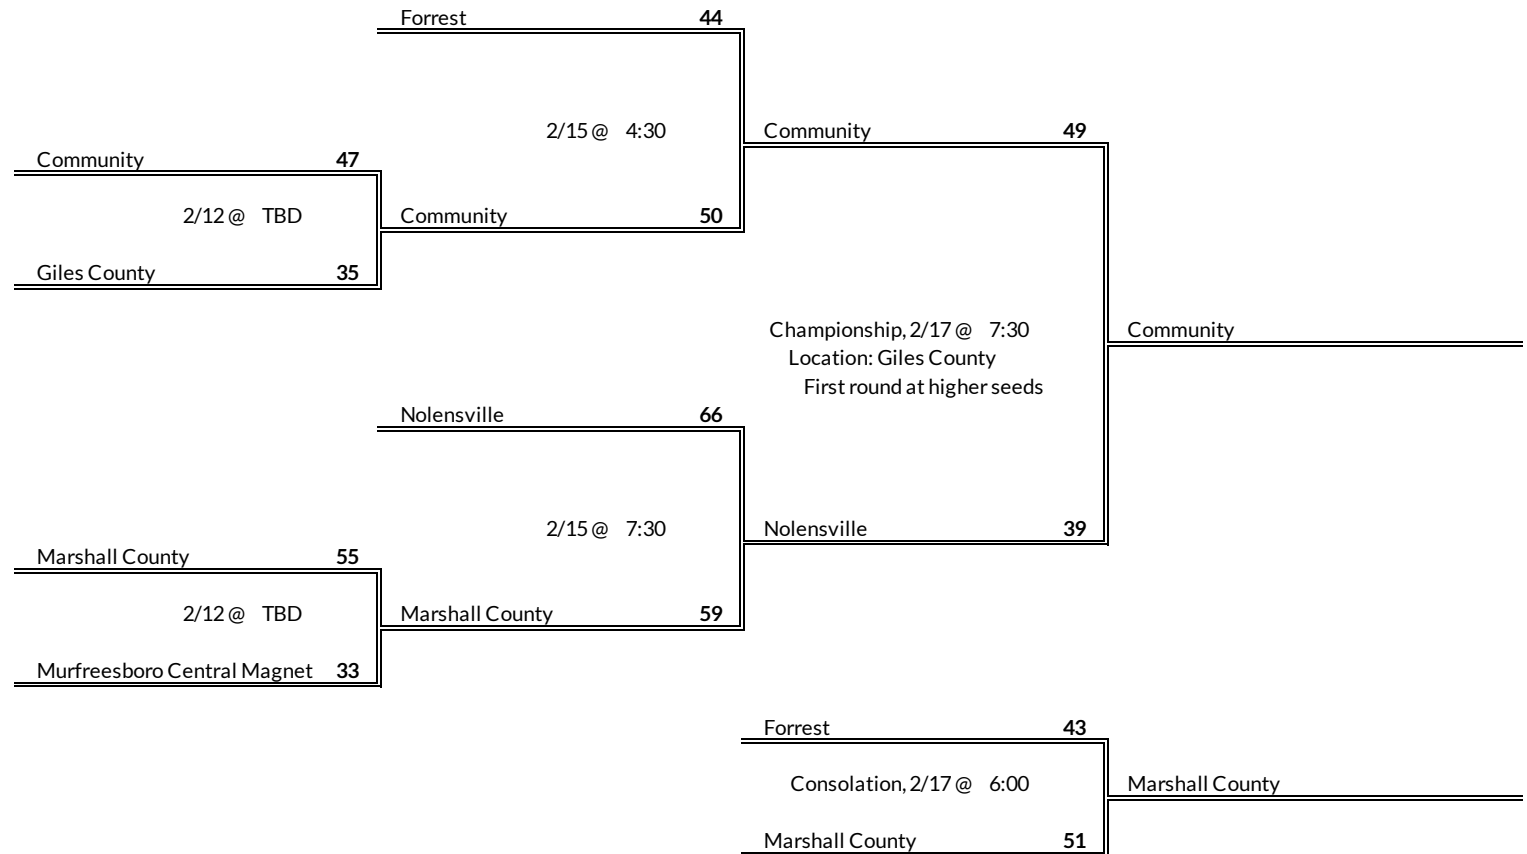 Forrest 44
2/15 @ 4:30 Community 49
Community 47
2/12 @ TBD Community 50
Giles County 35
Championship, 2/17 @ 7:30 Community
Location: Giles County
First round at higher seeds
Nolensville 66
2/15 @ 7:30 Nolensville 39
Marshall County 55
2/12 @ TBD Marshall County 59
Murfreesboro Central Magnet 33
Forrest 43
Consolation, 2/17 @ 6:00 Marshall County
Marshall County 51